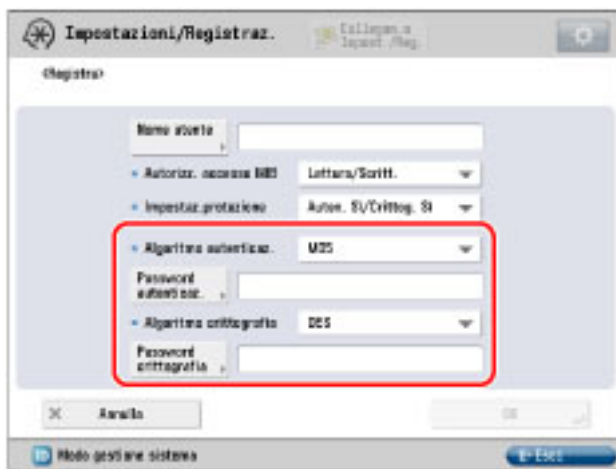 Impostazioni/Registraz.
Collegam.a Impost./Reg.
<Registra>
Nome utente
Autorizz. accesso MIB
Lettura/Scritt.
Impostaz.protezione
Auten. Sì/Crittog. Sì
Algoritmo autenticaz.
MD5
Password autenticaz.
Algoritmo crittografia
DES
Password crittografia
Annulla
OK
ID Modo gestione sistema
Esci